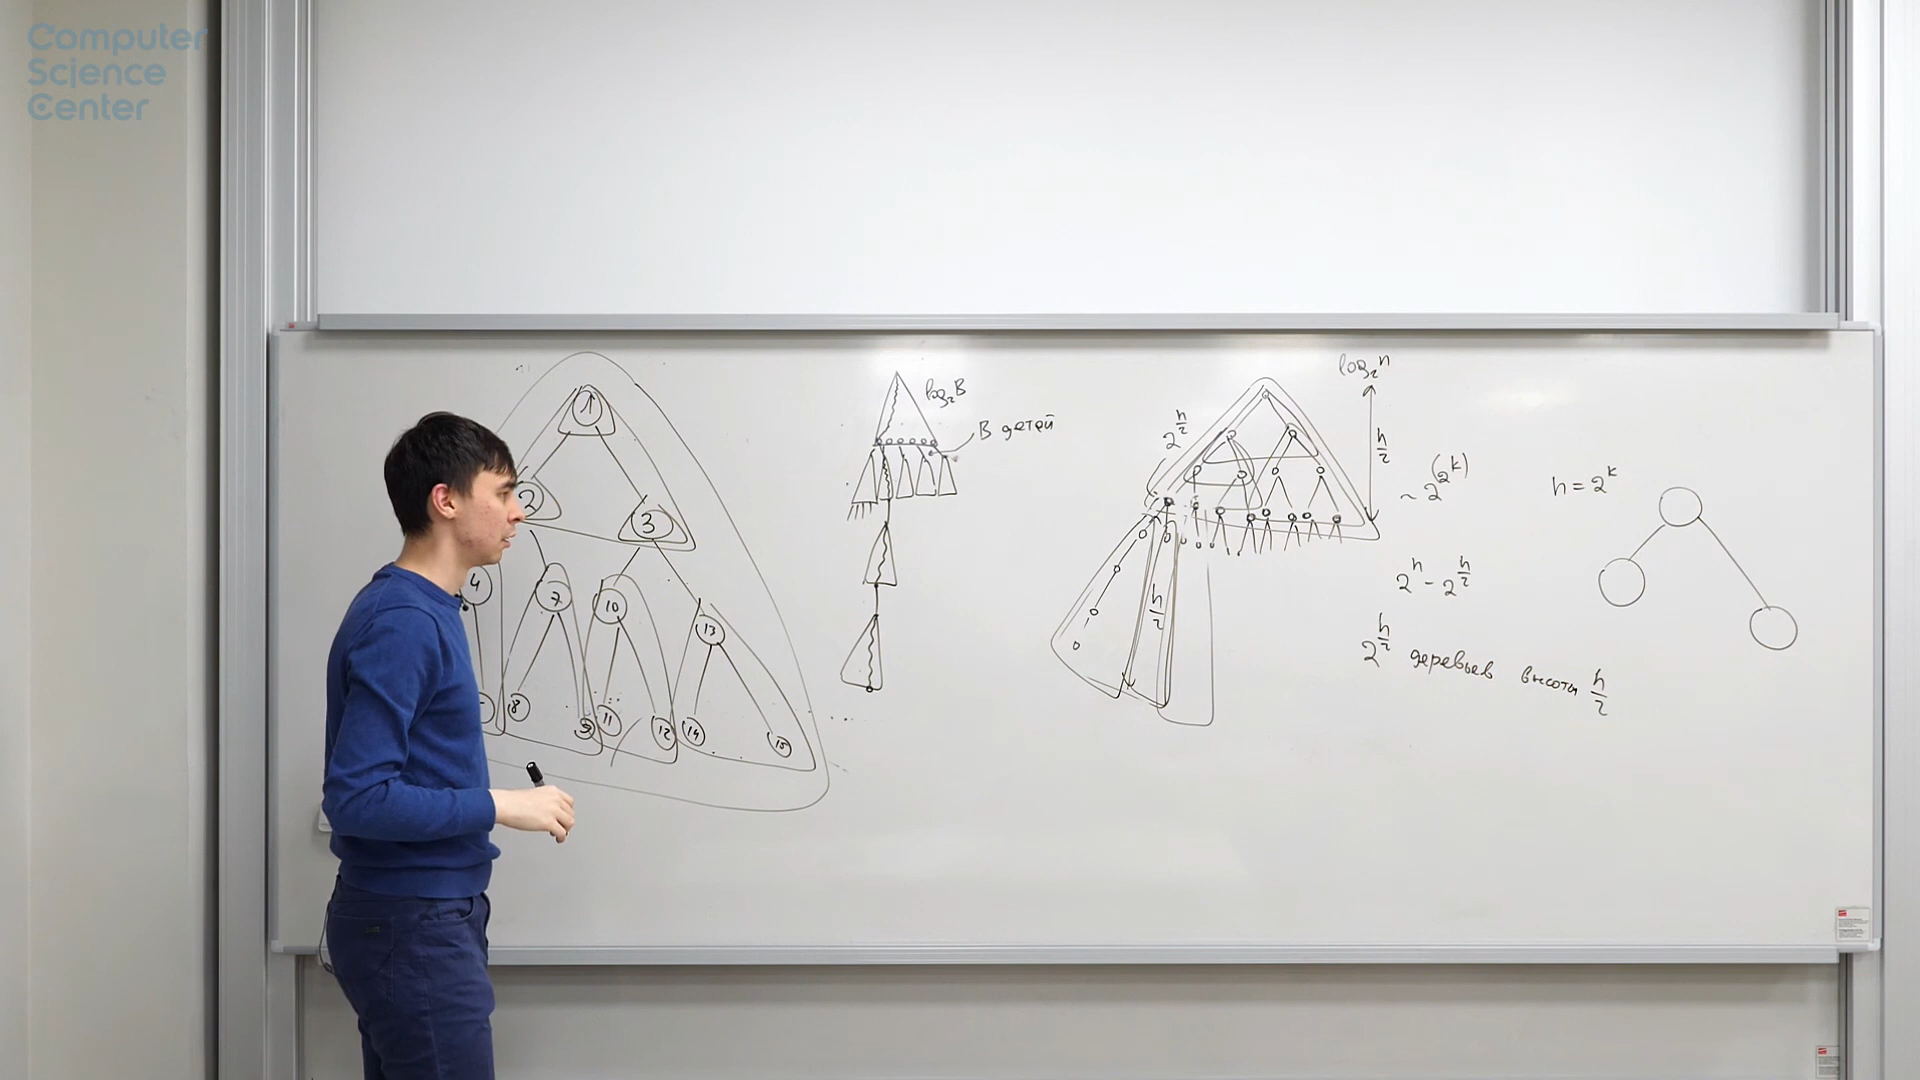 Computer
Science
Center
1
2
3
4
7
10
13
8
9
11
12
14
15
log₂B
B детей
log₂n
2^(h/2)
h/2
~ 2^(2^k)
h = 2^k
2^h - 2^(h/2)
h/2
2^(h/2) деревьев высоты h/2